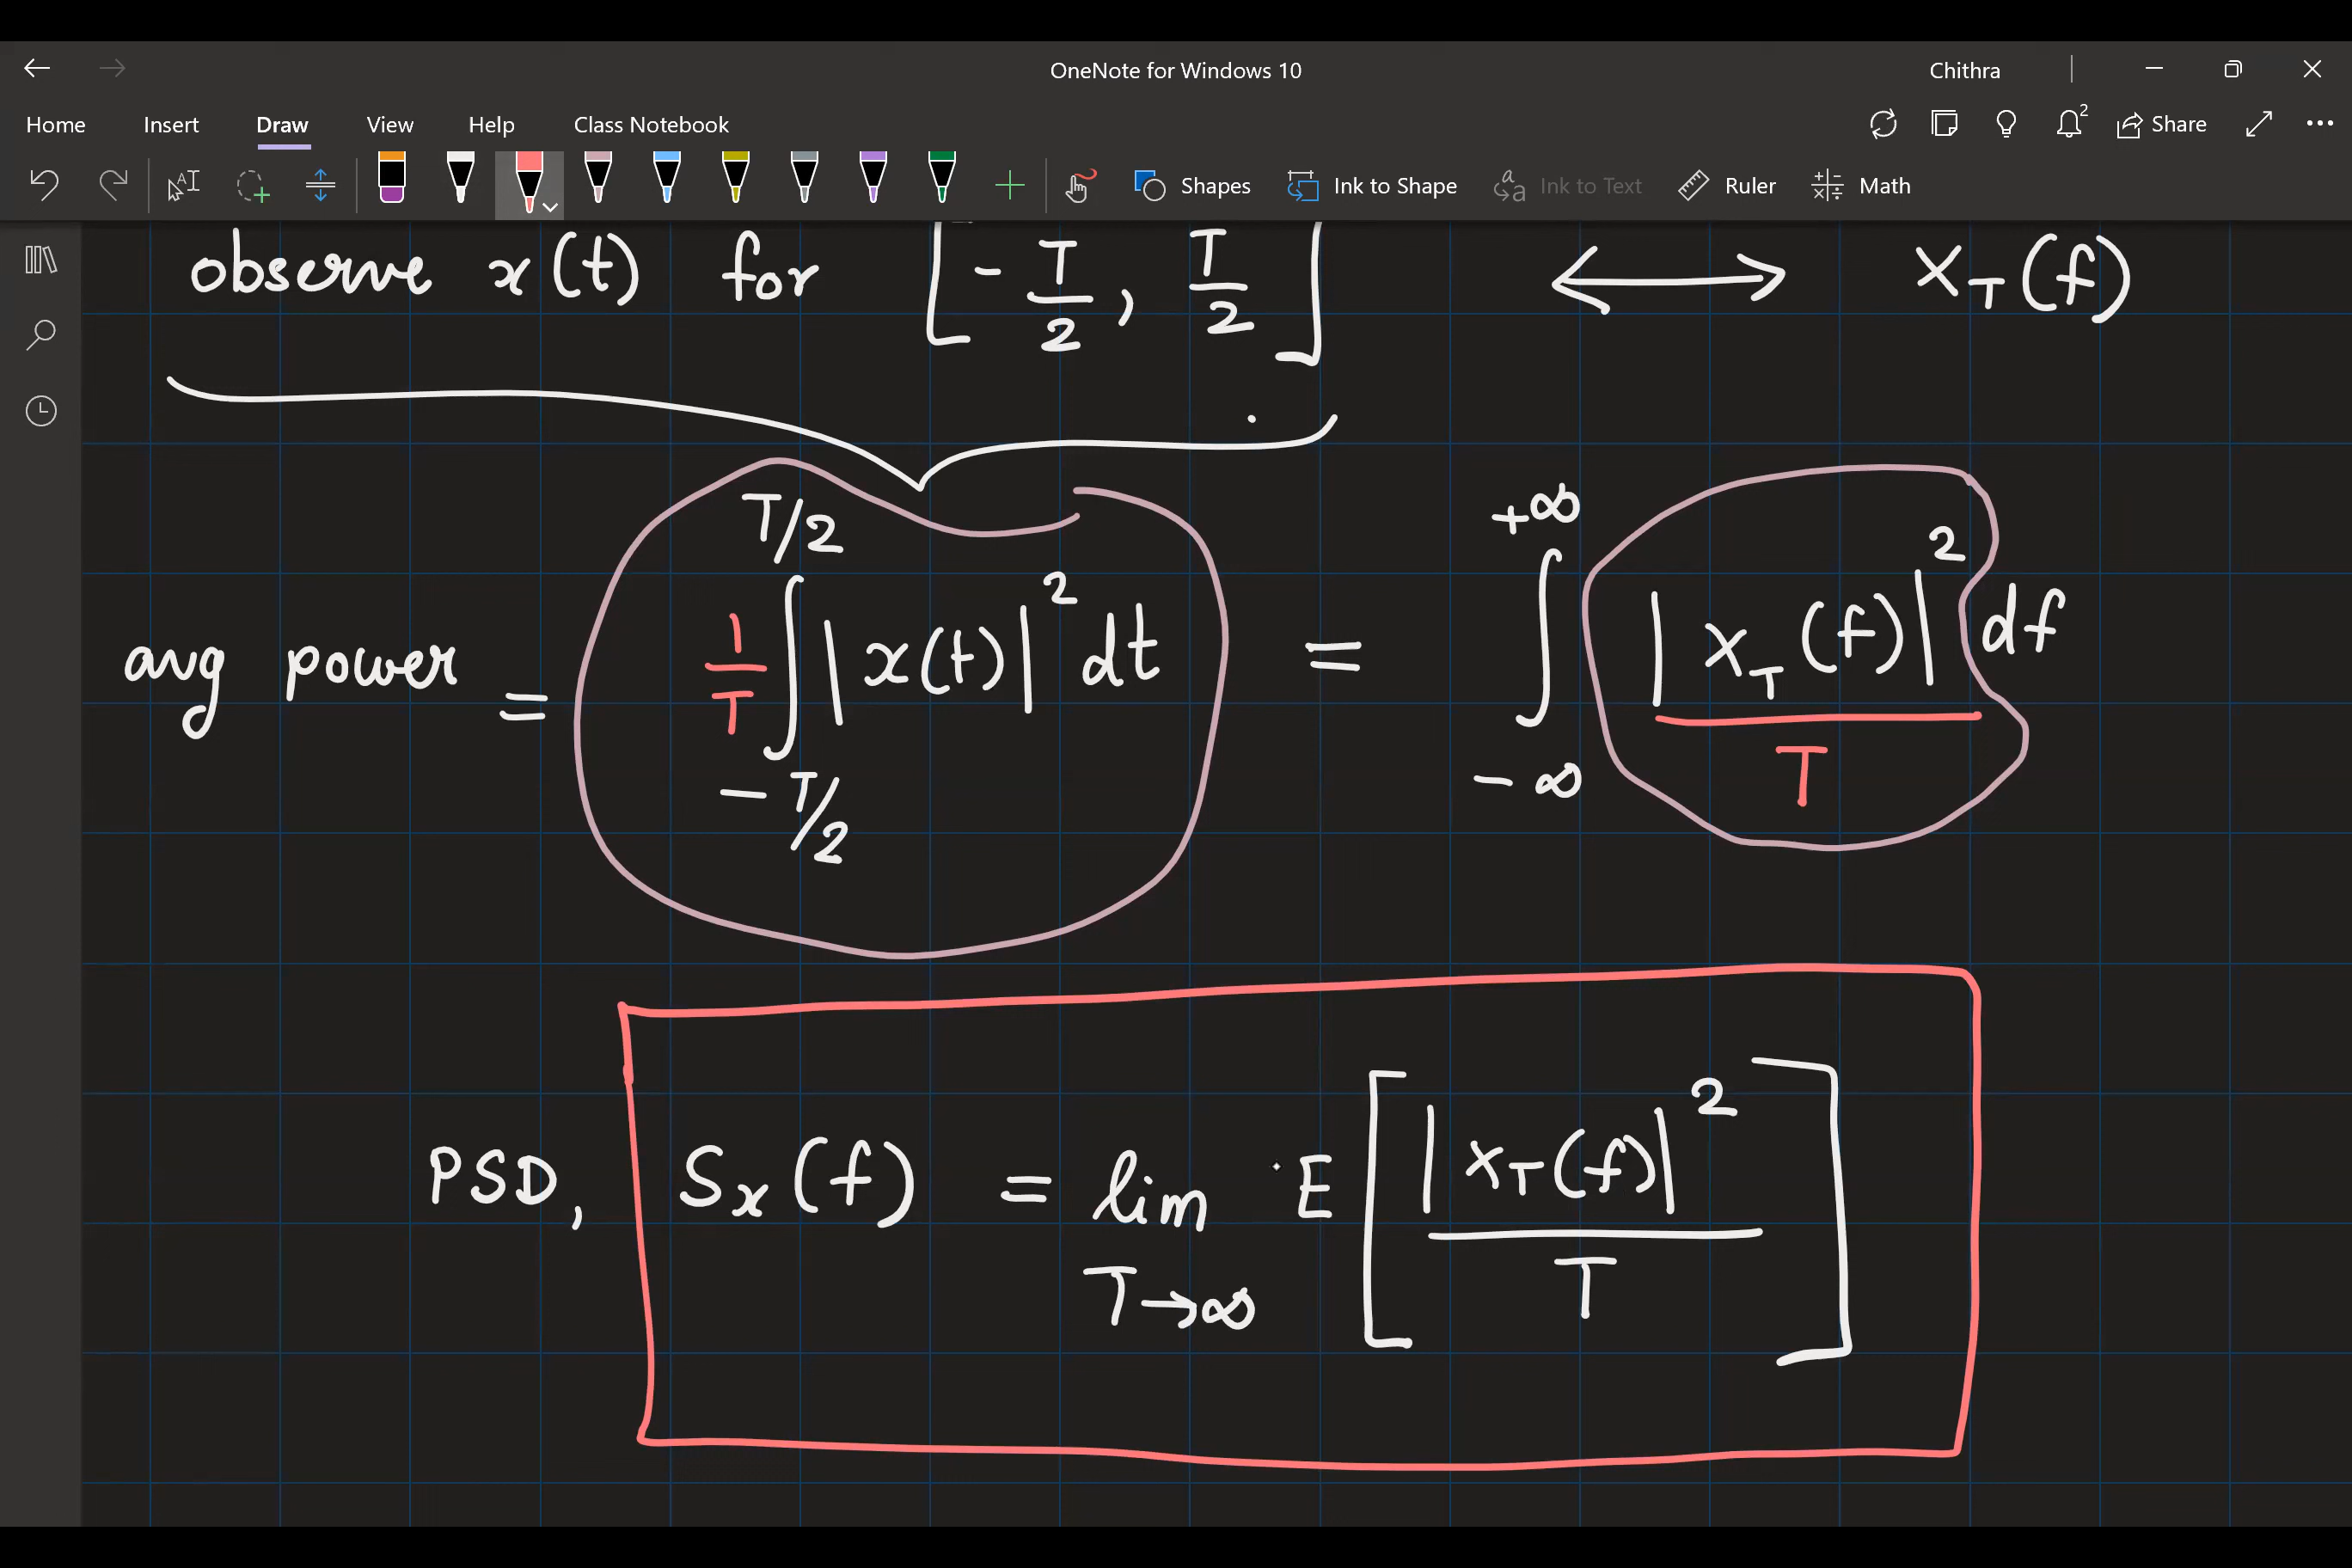 OneNote for Windows 10
Chithra
Home Insert Draw View Help Class Notebook
2 Share
Shapes Ink to Shape Ink to Text Ruler Math
observe x(t) for [-T/2, T/2] ⟷ X_T(f)
avg power = 1/T ∫_{-T/2}^{T/2} |x(t)|² dt = ∫_{-∞}^{+∞} |X_T(f)|²/T df
PSD, S_x(f) = lim_{T→∞} E[|X_T(f)|²/T]